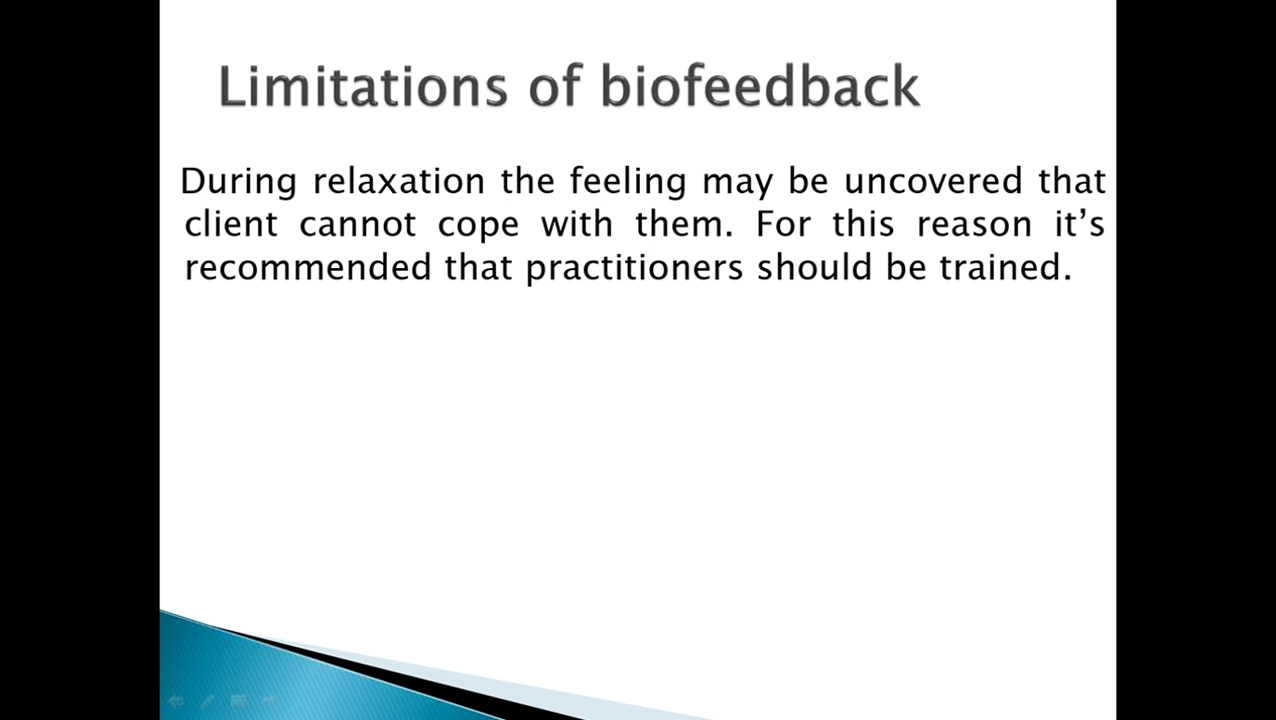 Limitations of biofeedback
During relaxation the feeling may be uncovered that
client cannot cope with them. For this reason it’s
recommended that practitioners should be trained.